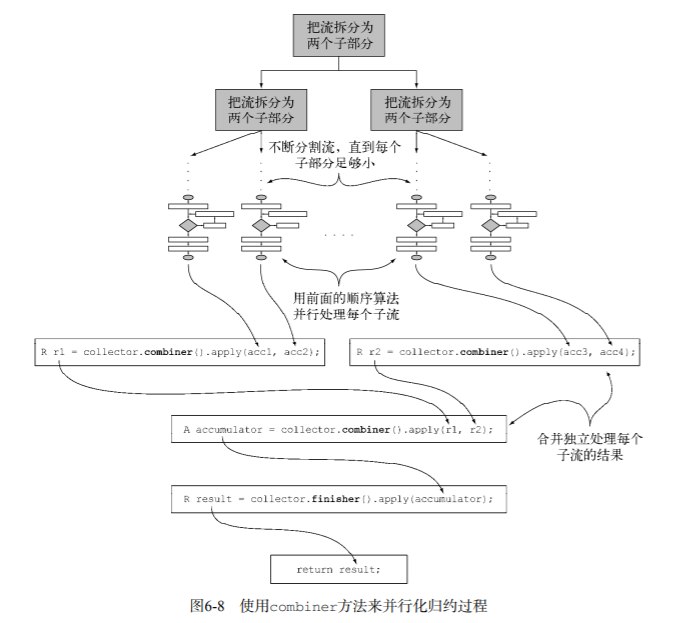 把流拆分为
两个子部分
把流拆分为
两个子部分
把流拆分为
两个子部分
不断分割流，直到每个
子部分足够小
用前面的顺序算法
并行处理每个子流
R r1 = collector.combiner().apply(acc1, acc2);
R r2 = collector.combiner().apply(acc3, acc4);
A accumulator = collector.combiner().apply(r1, r2);
合并独立处理每个
子流的结果
R result = collector.finisher().apply(accumulator);
return result;
图6-8 使用combiner方法来并行化归约过程